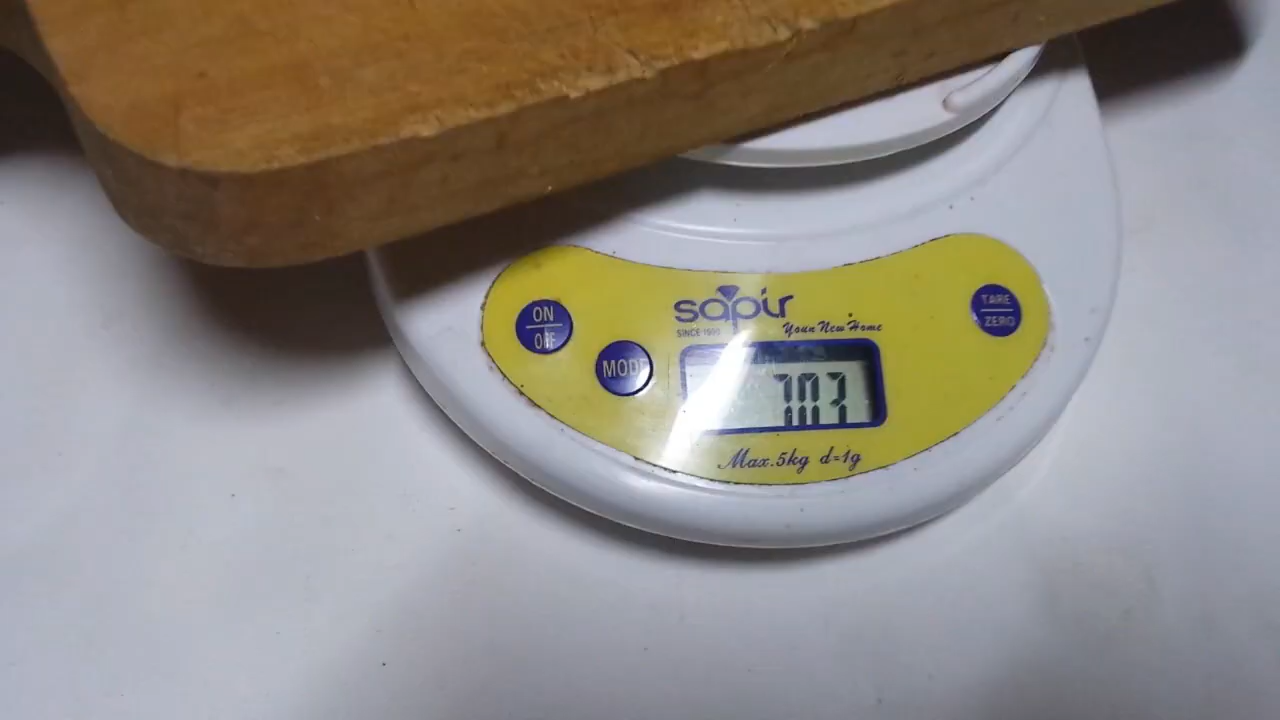 sapir
SINCE 1990
Your New Home
ON
OFF
MODE
TARE
ZERO
703
Max.5kg d=1g